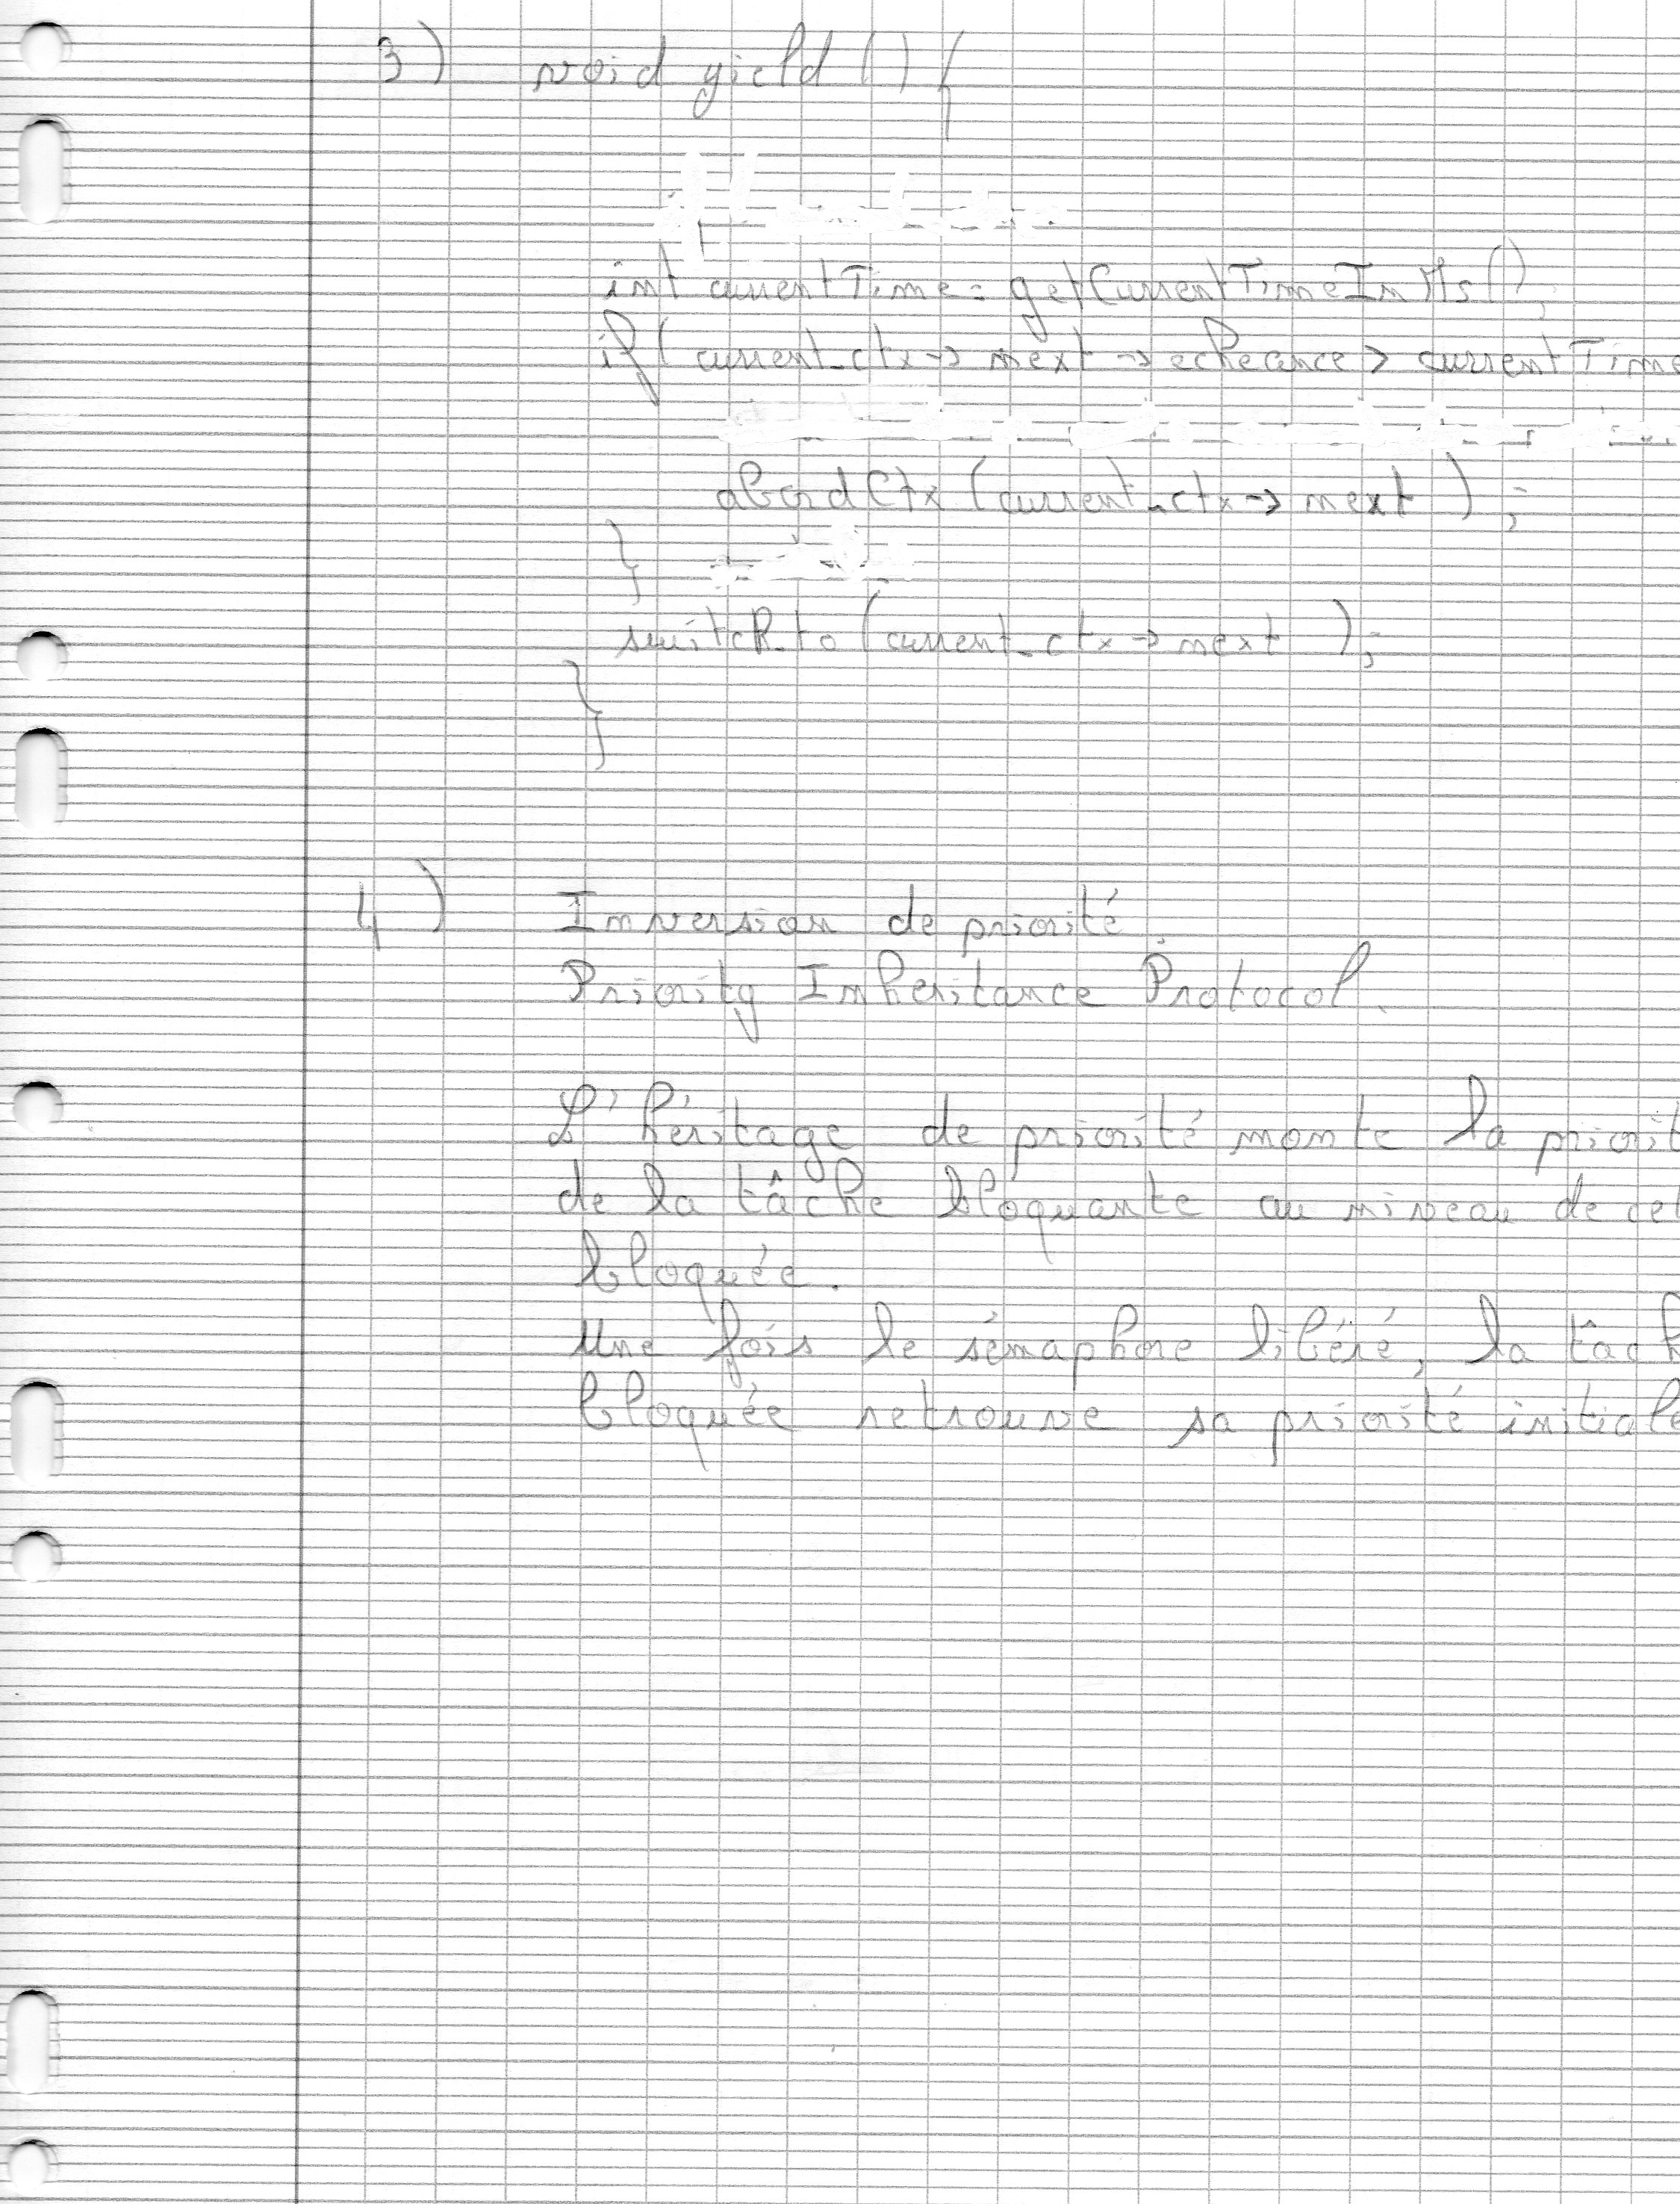 3) void yield () {
int currentTime = getCurrentTimeInMs();
if ( current_ctx -> next -> echeance > currentTime
abordCtx (current_ctx -> next ) ;
}
switch_to (current_ctx -> next ) ;
}
4) Inversion de priorité.
Priority Inheritance Protocol.
L'héritage de priorité monte la priorit
de la tâche bloquante au niveau de cel
bloquée.
Une fois le sémaphore libéré, la tâch
bloquée retrouve sa priorité initiale